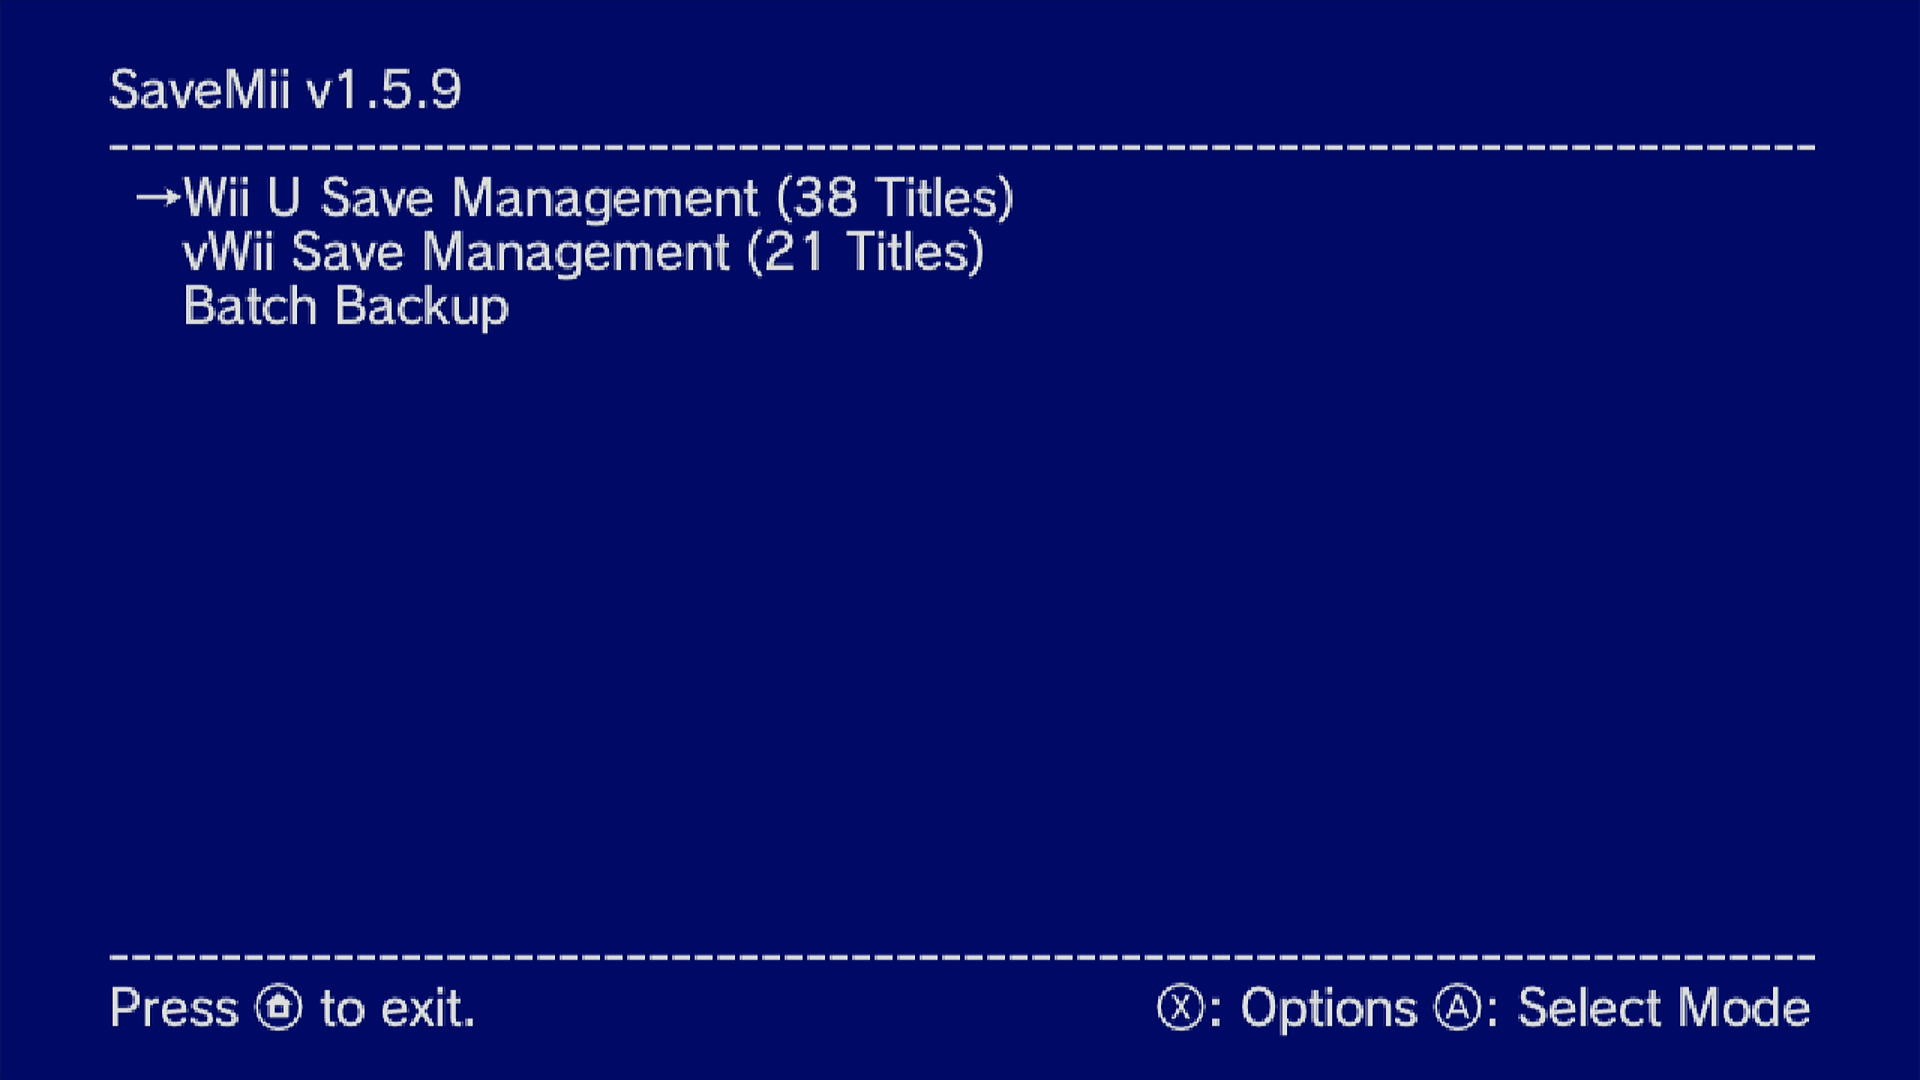 SaveMii v1.5.9
→Wii U Save Management (38 Titles)
vWii Save Management (21 Titles)
Batch Backup
Press to exit.
Ⓧ: Options Ⓐ: Select Mode